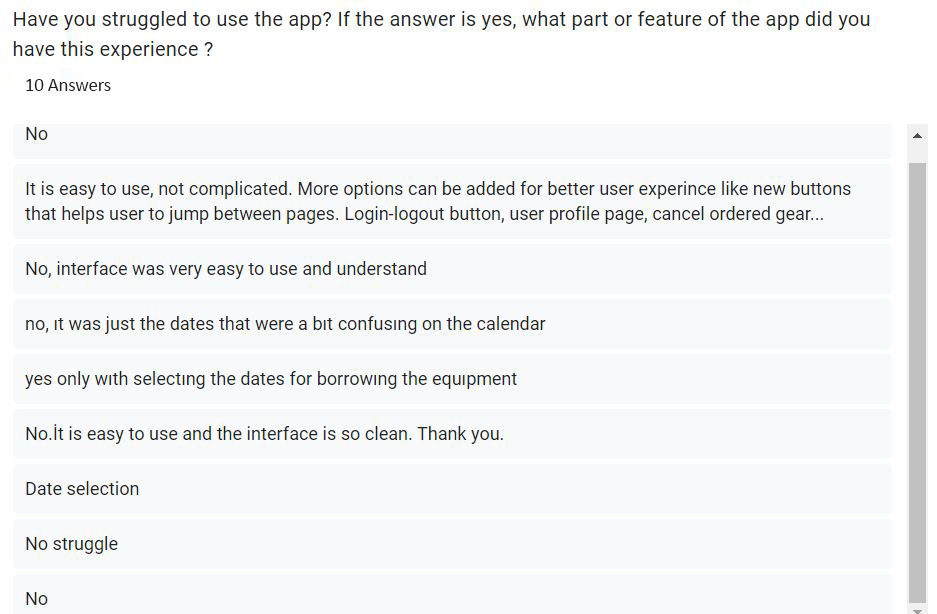 Have you struggled to use the app? If the answer is yes, what part or feature of the app did you
have this experience ?
10 Answers
No
It is easy to use, not complicated. More options can be added for better user experince like new buttons
that helps user to jump between pages. Login-logout button, user profile page, cancel ordered gear...
No, interface was very easy to use and understand
no, ıt was just the dates that were a bıt confusıng on the calendar
yes only wıth selectıng the dates for borrowıng the equıpment
No.İt is easy to use and the interface is so clean. Thank you.
Date selection
No struggle
No